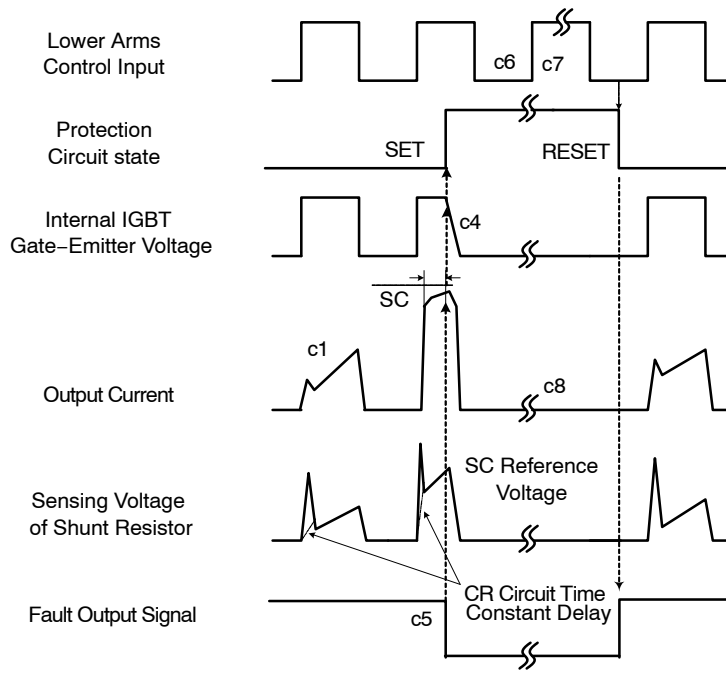 Lower Arms
Control Input
c6
c7
Protection
Circuit state
SET
RESET
Internal IGBT
Gate−Emitter Voltage
c4
SC
c1
Output Current
c8
Sensing Voltage
of Shunt Resistor
SC Reference
Voltage
CR Circuit Time
Constant Delay
Fault Output Signal
c5